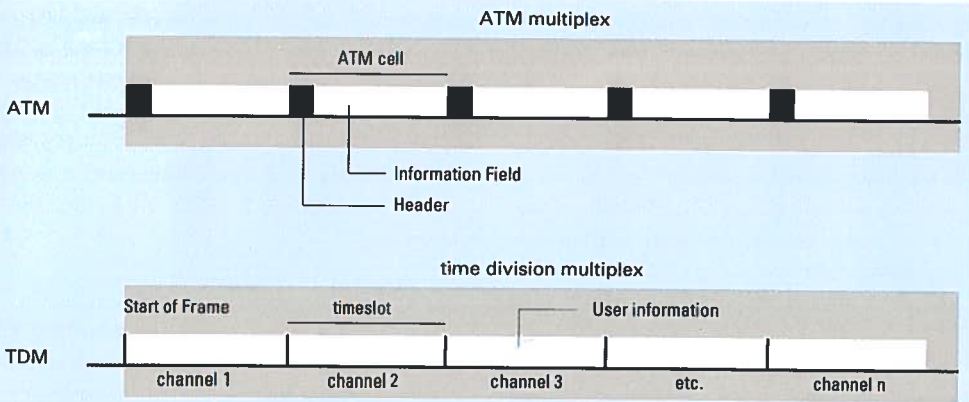 ATM multiplex
ATM cell
ATM
Information Field
Header
time division multiplex
Start of Frame
timeslot
User information
TDM
channel 1
channel 2
channel 3
etc.
channel n